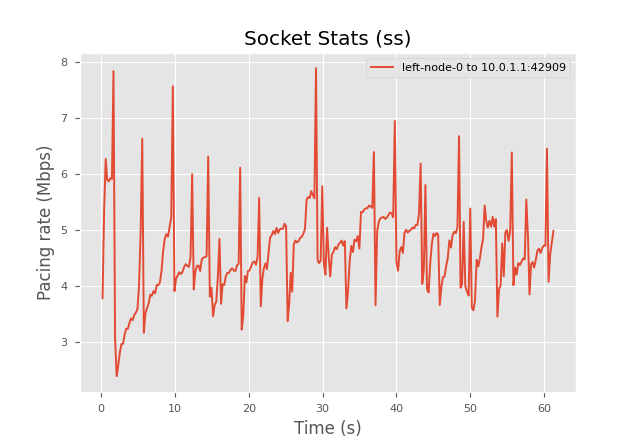 Socket Stats (ss)
left-node-0 to 10.0.1.1:42909
Pacing rate (Mbps)
8
7
6
5
4
3
0 10 20 30 40 50 60
Time (s)